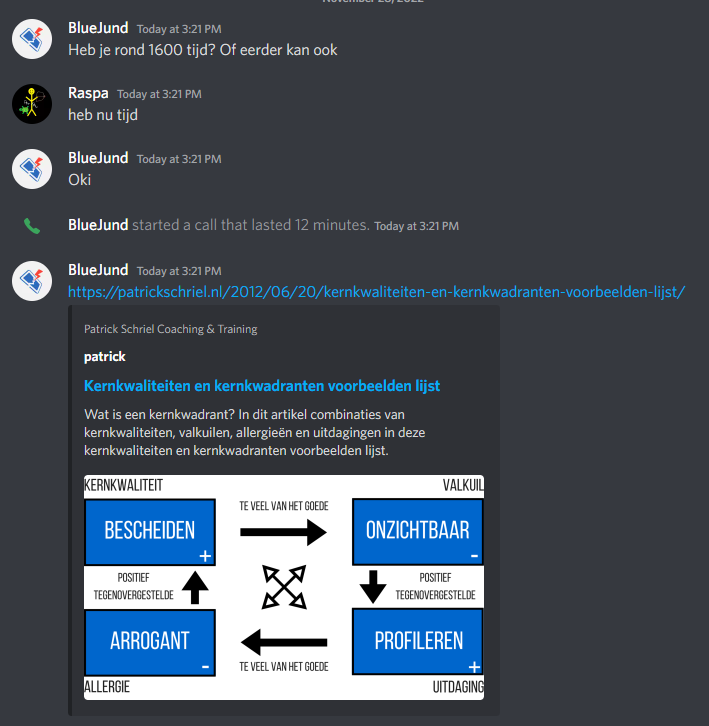 BlueJund Today at 3:21 PM
Heb je rond 1600 tijd? Of eerder kan ook
Raspa Today at 3:21 PM
heb nu tijd
BlueJund Today at 3:21 PM
Oki
BlueJund started a call that lasted 12 minutes. Today at 3:21 PM
BlueJund Today at 3:21 PM
https://patrickschriel.nl/2012/06/20/kernkwaliteiten-en-kernkwadranten-voorbeelden-lijst/
Patrick Schriel Coaching & Training
patrick
Kernkwaliteiten en kernkwadranten voorbeelden lijst
Wat is een kernkwadrant? In dit artikel combinaties van
kernkwaliteiten, valkuilen, allergieën en uitdagingen in deze
kernkwaliteiten en kernkwadranten voorbeelden lijst.
KERNKWALITEIT VALKUIL
TE VEEL VAN HET GOEDE
BESCHEIDEN ONZICHTBAAR
+ -
POSITIEF POSITIEF
TEGENOVERGESTELDE TEGENOVERGESTELDE
ARROGANT PROFILEREN
- +
TE VEEL VAN HET GOEDE
ALLERGIE UITDAGING